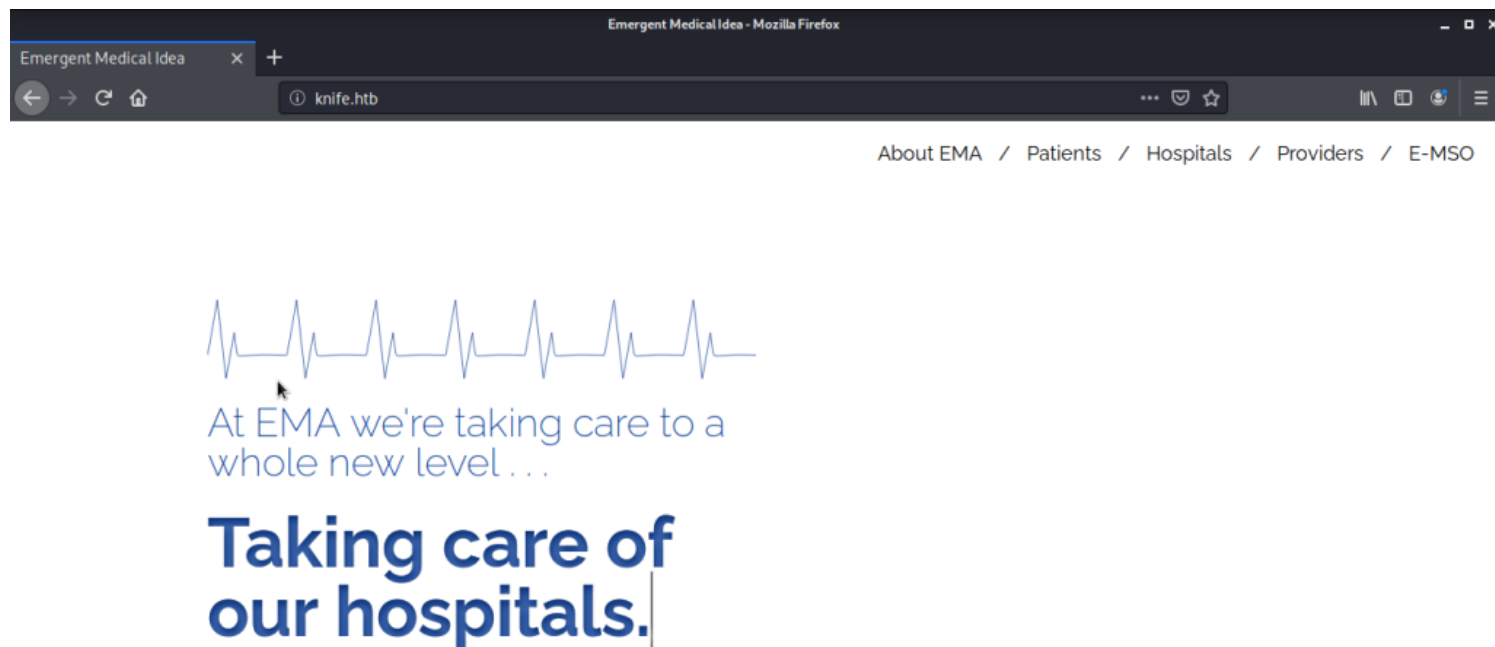 Emergent Medical Idea - Mozilla Firefox
Emergent Medical Idea
knife.htb
About EMA / Patients / Hospitals / Providers / E-MSO
At EMA we're taking care to a
whole new level . . .
Taking care of
our hospitals.